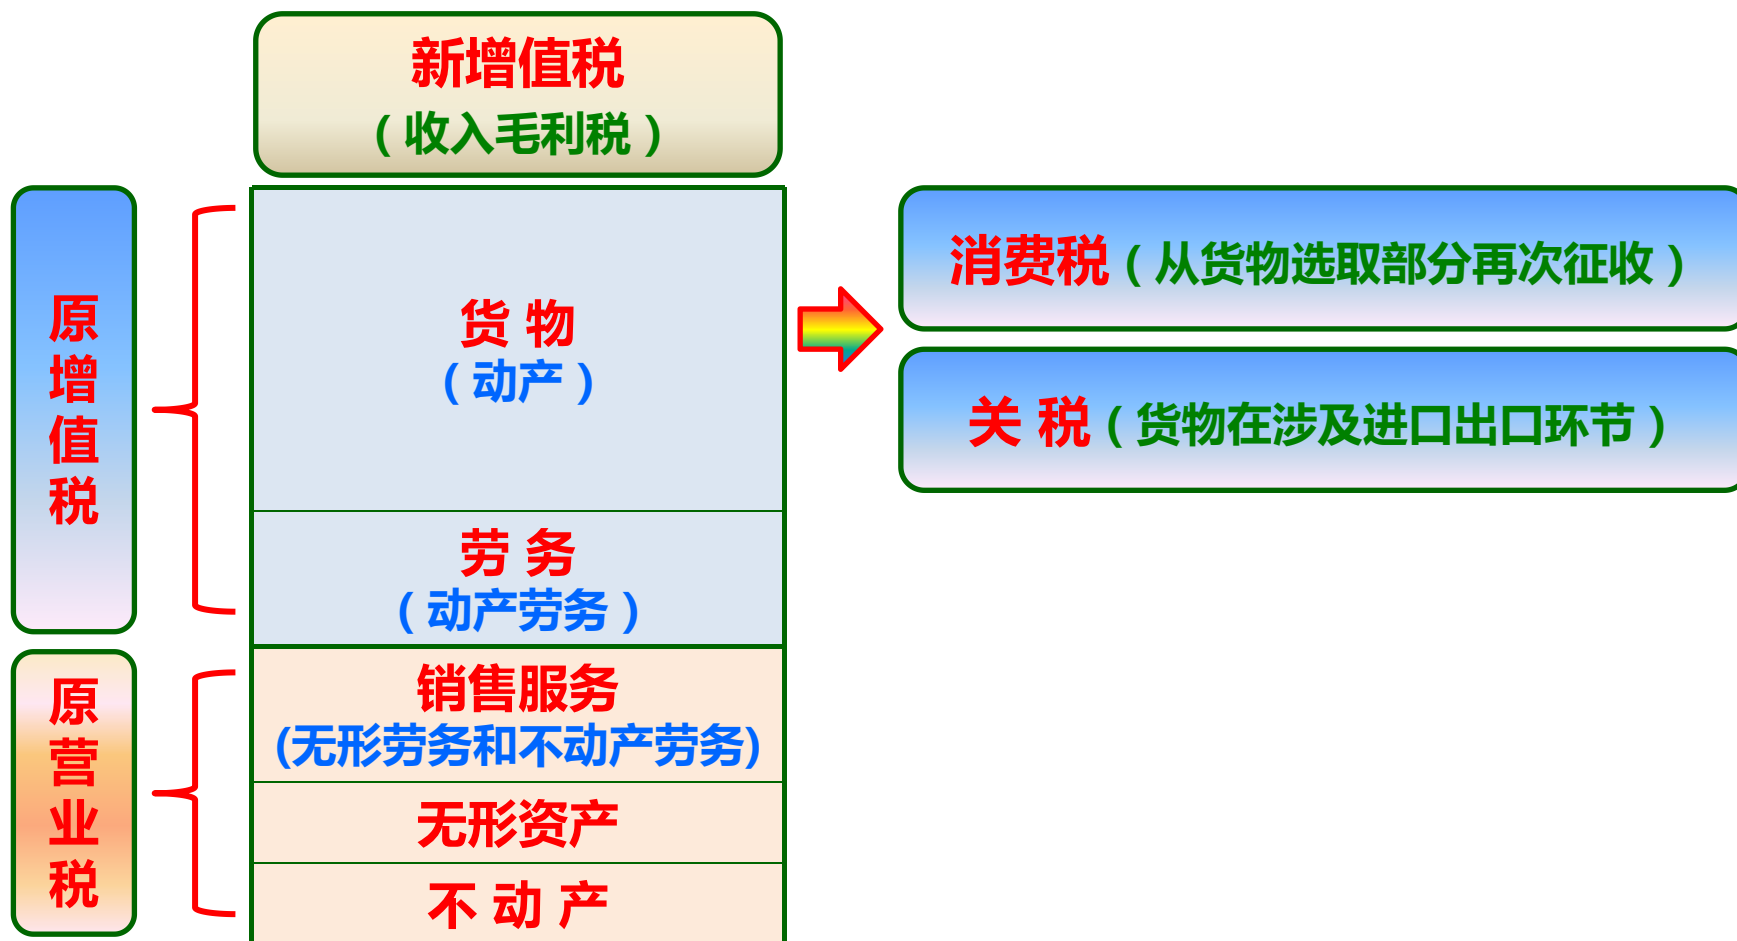 新增值税
（收入毛利税）
原增值税
货 物
（动产）
劳 务
（动产劳务）
消费税（从货物选取部分再次征收）
关 税（货物在涉及进口出口环节）
原营业税
销售服务
(无形劳务和不动产劳务)
无形资产
不 动 产